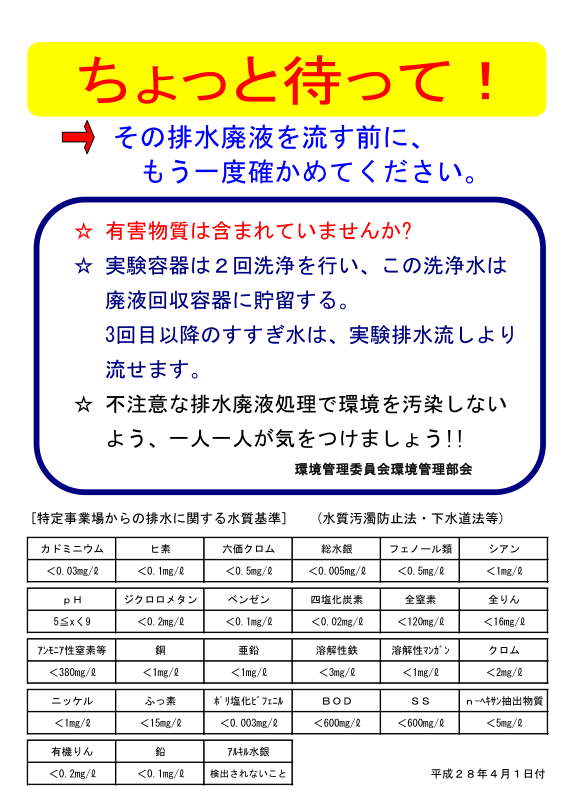 ちょっと待って！
その排水廃液を流す前に、
もう一度確かめてください。
☆ 有害物質は含まれていませんか?
☆ 実験容器は２回洗浄を行い、この洗浄水は
廃液回収容器に貯留する。
3回目以降のすすぎ水は、実験排水流しより
流せます。
☆ 不注意な排水廃液処理で環境を汚染しない
よう、一人一人が気をつけましょう!!
環境管理委員会環境管理部会
[特定事業場からの排水に関する水質基準] （水質汚濁防止法・下水道法等）
カドミニウム ヒ素 六価クロム 総水銀 フェノール類 シアン
＜0.03mg/ℓ ＜0.1mg/ℓ ＜0.5mg/ℓ ＜0.005mg/ℓ ＜0.5mg/ℓ ＜1mg/ℓ
ｐＨ ジクロロメタン ベンゼン 四塩化炭素 全窒素 全りん
5≦x＜9 ＜0.2mg/ℓ ＜0.1mg/ℓ ＜0.02mg/ℓ ＜120mg/ℓ ＜16mg/ℓ
ｱﾝﾓﾆｱ性窒素等 銅 亜鉛 溶解性鉄 溶解性ﾏﾝｶﾞﾝ クロム
＜380mg/ℓ ＜1mg/ℓ ＜1mg/ℓ ＜3mg/ℓ ＜1mg/ℓ ＜2mg/ℓ
ニッケル ふっ素 ﾎﾟﾘ塩化ﾋﾞﾌｪﾆﾙ ＢＯＤ ＳＳ ｎ−ﾍｷｻﾝ抽出物質
＜1mg/ℓ ＜15mg/ℓ ＜0.003mg/ℓ ＜600mg/ℓ ＜600mg/ℓ ＜5mg/ℓ
有機りん 鉛 ｱﾙｷﾙ水銀
＜0.2mg/ℓ ＜0.1mg/ℓ 検出されないこと
平成２８年４月１日付